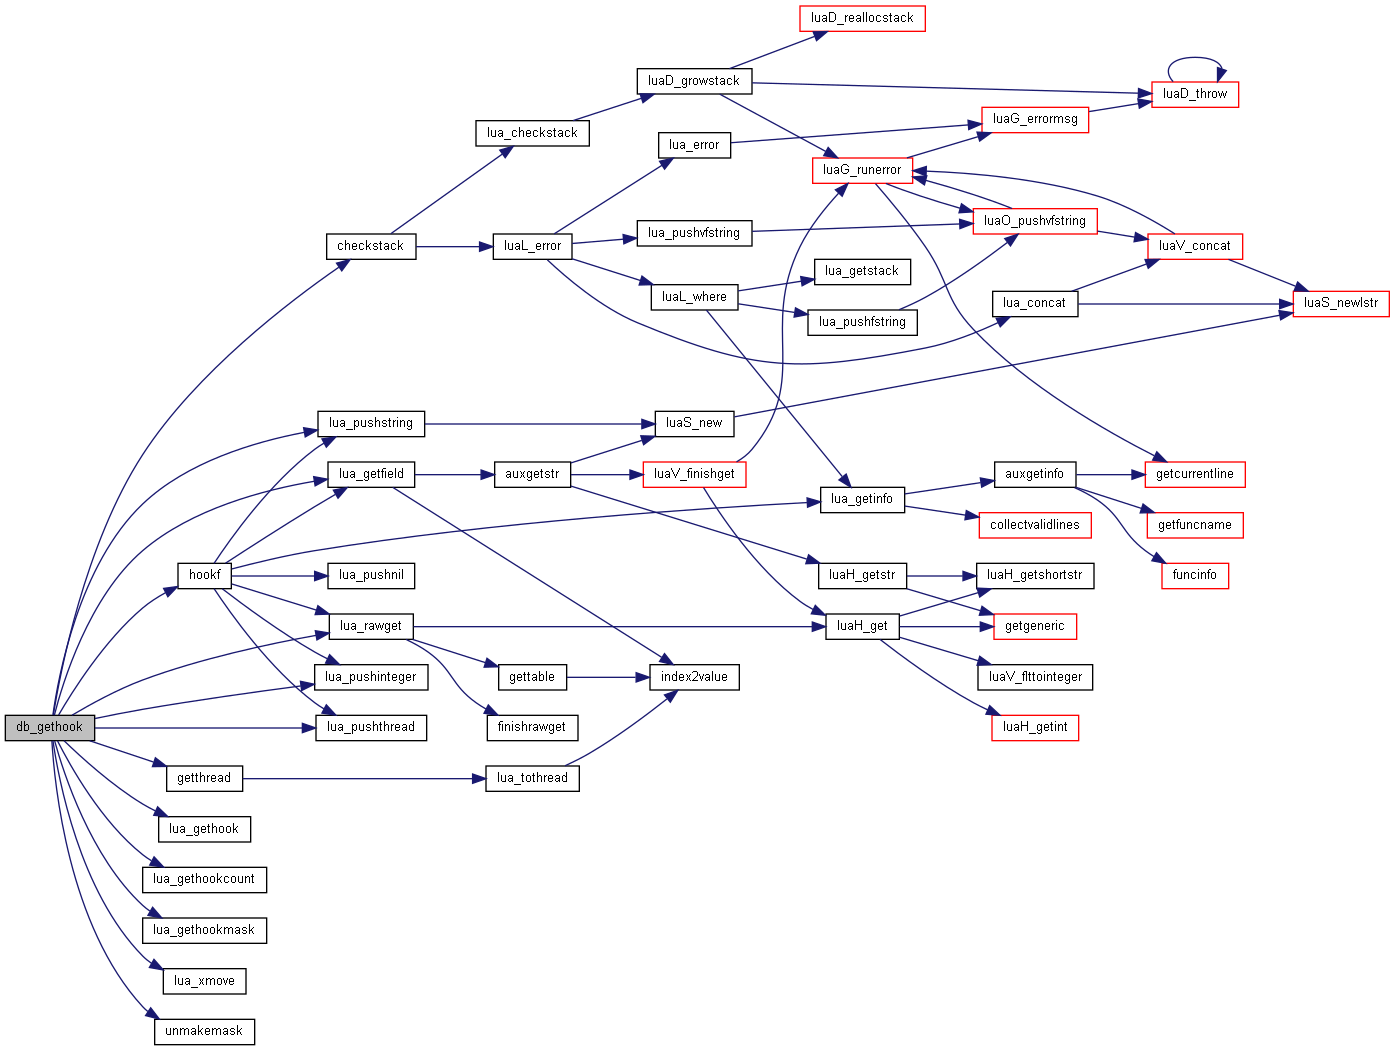 luaD_reallocstack
luaD_growstack
luaD_throw
luaG_errormsg
lua_checkstack
lua_error
luaG_runerror
luaO_pushvfstring
lua_pushvfstring
checkstack
luaL_error
luaV_concat
lua_getstack
luaL_where
lua_concat
luaS_newlstr
lua_pushfstring
lua_pushstring
luaS_new
lua_getfield
auxgetstr
luaV_finishget
auxgetinfo
getcurrentline
lua_getinfo
collectvalidlines
getfuncname
hookf
lua_pushnil
luaH_getstr
luaH_getshortstr
funcinfo
lua_rawget
luaH_get
getgeneric
lua_pushinteger
gettable
index2value
luaV_flttointeger
db_gethook
lua_pushthread
finishrawget
luaH_getint
getthread
lua_tothread
lua_gethook
lua_gethookcount
lua_gethookmask
lua_xmove
unmakemask